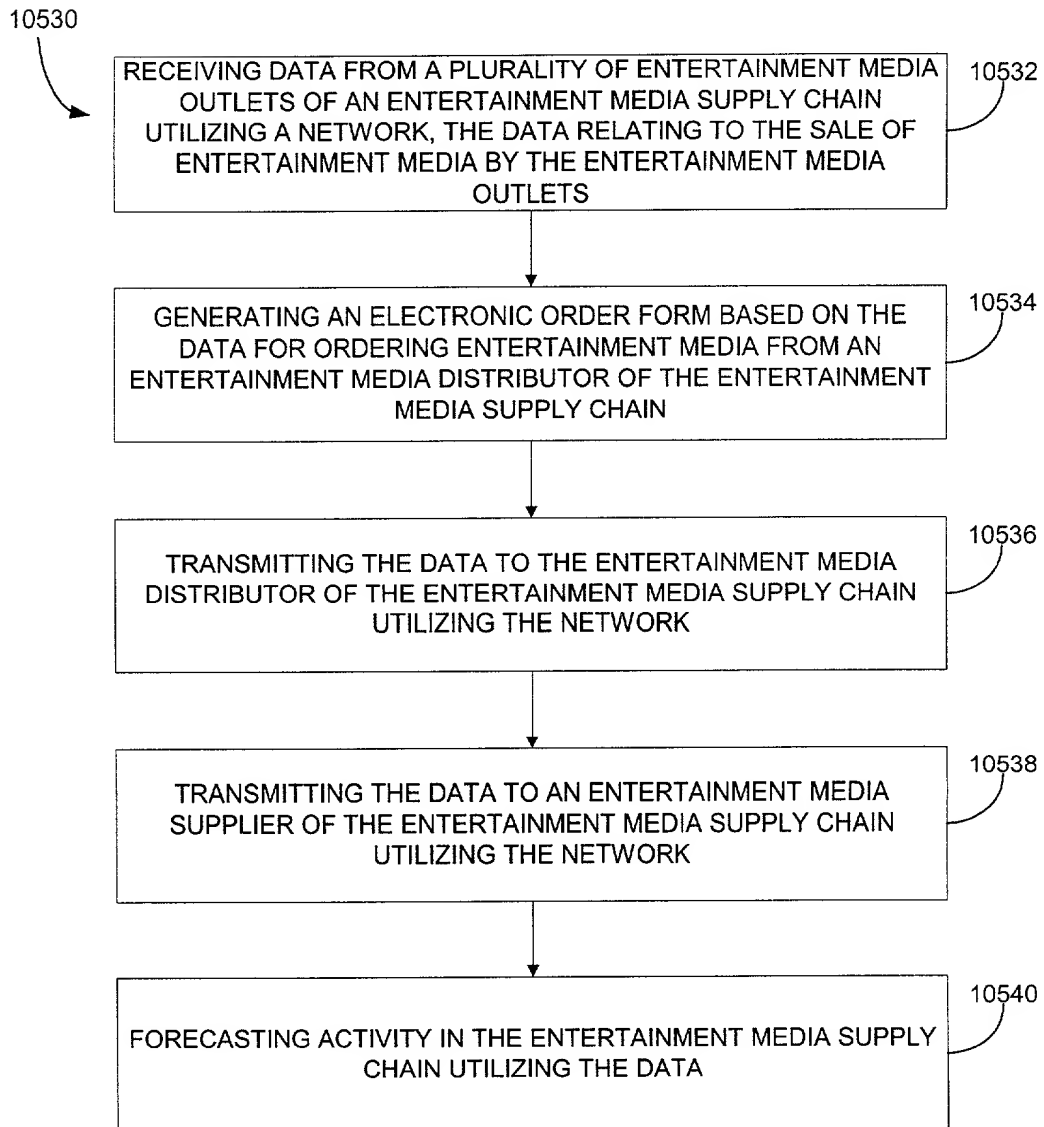 10530
RECEIVING DATA FROM A PLURALITY OF ENTERTAINMENT MEDIA
OUTLETS OF AN ENTERTAINMENT MEDIA SUPPLY CHAIN
UTILIZING A NETWORK, THE DATA RELATING TO THE SALE OF
ENTERTAINMENT MEDIA BY THE ENTERTAINMENT MEDIA
OUTLETS
10532
GENERATING AN ELECTRONIC ORDER FORM BASED ON THE
DATA FOR ORDERING ENTERTAINMENT MEDIA FROM AN
ENTERTAINMENT MEDIA DISTRIBUTOR OF THE ENTERTAINMENT
MEDIA SUPPLY CHAIN
10534
TRANSMITTING THE DATA TO THE ENTERTAINMENT MEDIA
DISTRIBUTOR OF THE ENTERTAINMENT MEDIA SUPPLY CHAIN
UTILIZING THE NETWORK
10536
TRANSMITTING THE DATA TO AN ENTERTAINMENT MEDIA
SUPPLIER OF THE ENTERTAINMENT MEDIA SUPPLY CHAIN
UTILIZING THE NETWORK
10538
FORECASTING ACTIVITY IN THE ENTERTAINMENT MEDIA SUPPLY
CHAIN UTILIZING THE DATA
10540